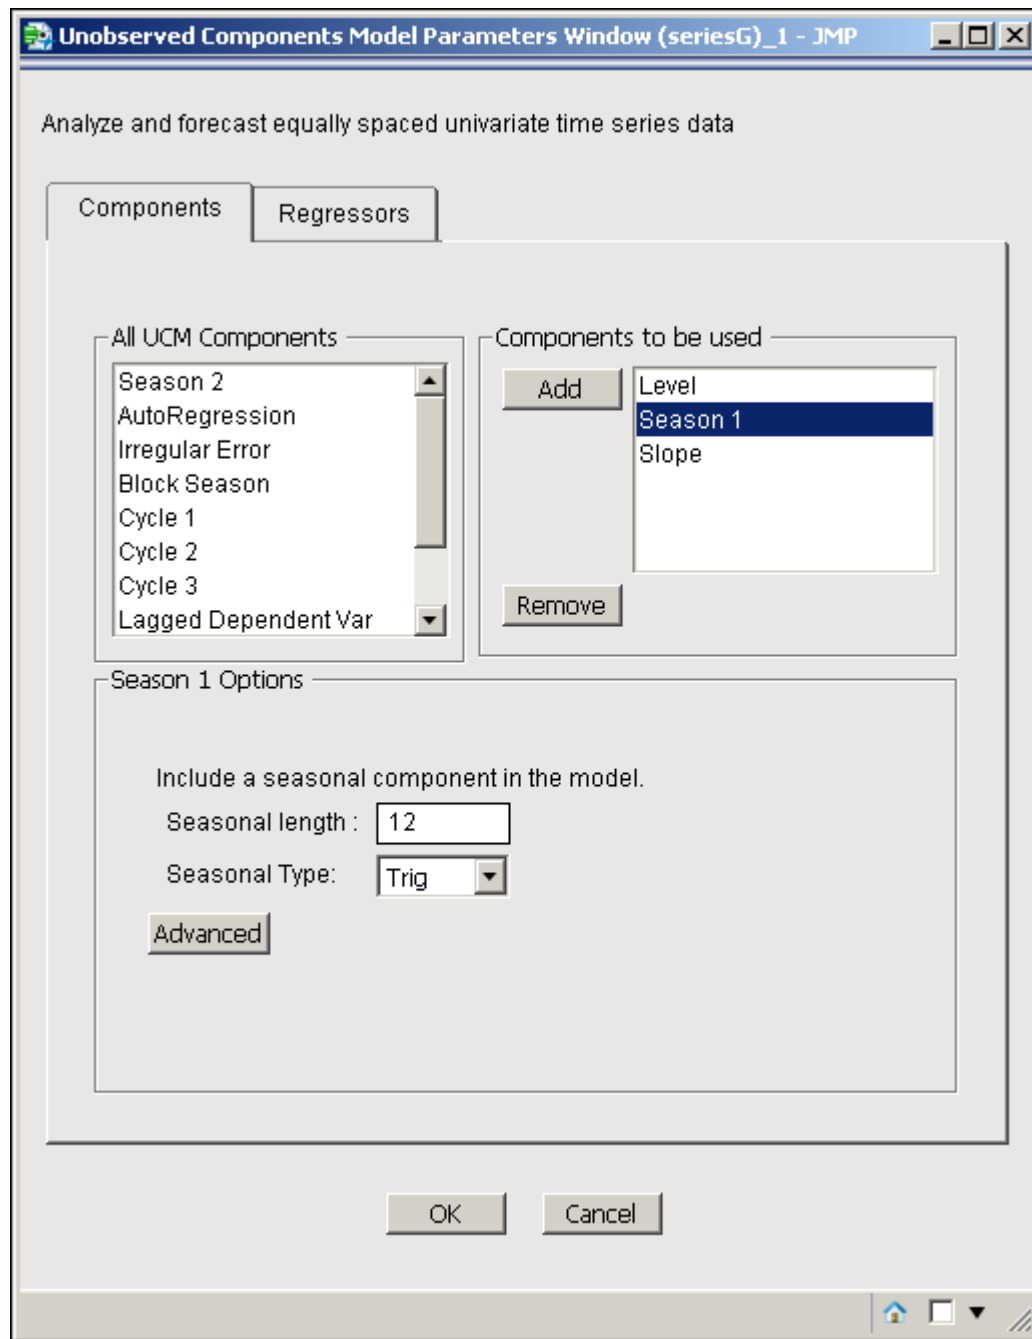 Unobserved Components Model Parameters Window (seriesG)_1 - JMP
Analyze and forecast equally spaced univariate time series data
Components
Regressors
All UCM Components
Season 2
AutoRegression
Irregular Error
Block Season
Cycle 1
Cycle 2
Cycle 3
Lagged Dependent Var
Components to be used
Add
Level
Season 1
Slope
Remove
Season 1 Options
Include a seasonal component in the model.
Seasonal length : 12
Seasonal Type: Trig
Advanced
OK
Cancel